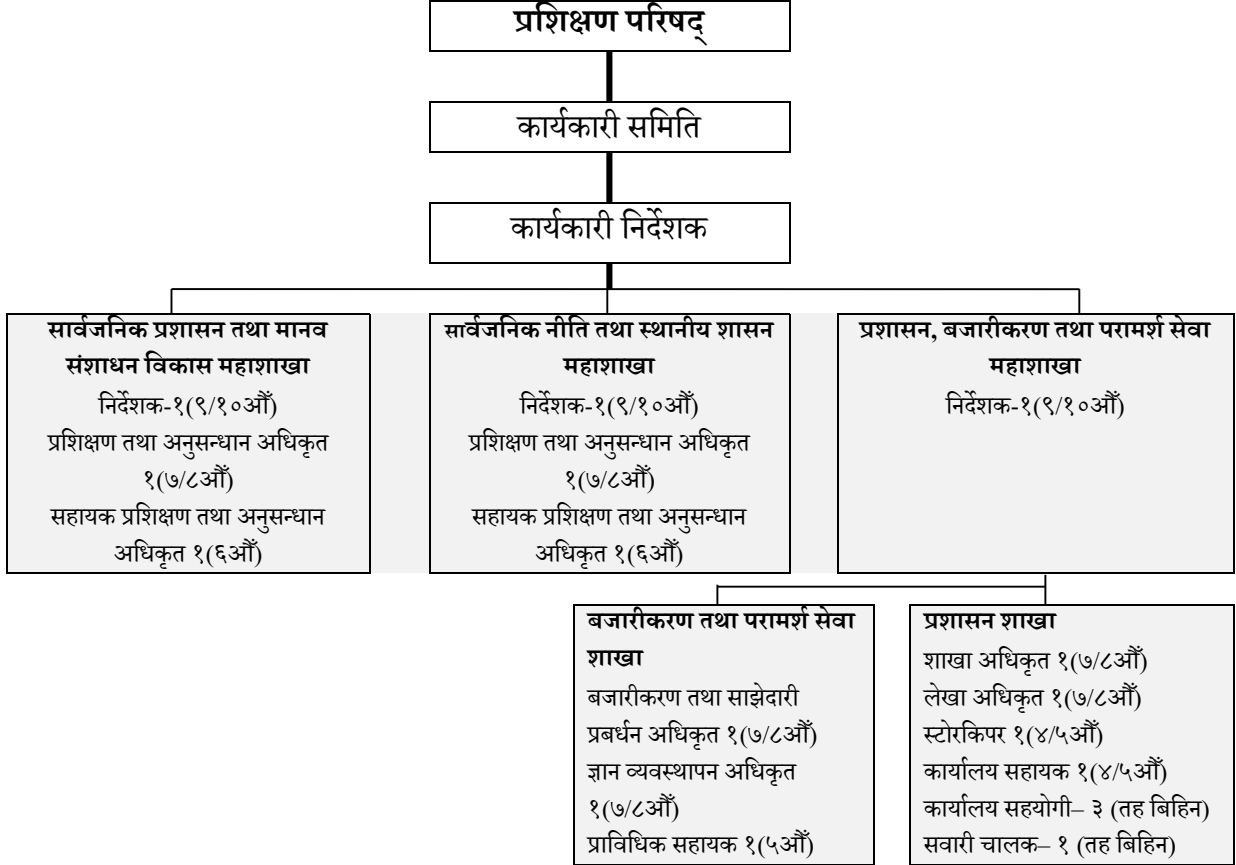 प्रशिक्षण परिषद्
कार्यकारी समिति
कार्यकारी निर्देशक
सार्वजनिक प्रशासन तथा मानव
संशाधन विकास महाशाखा
निर्देशक-१(९/१०औँ)
प्रशिक्षण तथा अनुसन्धान अधिकृत
१(७/८औँ)
सहायक प्रशिक्षण तथा अनुसन्धान
अधिकृत १(६औँ)
सार्वजनिक नीति तथा स्थानीय शासन
महाशाखा
निर्देशक-१(९/१०औँ)
प्रशिक्षण तथा अनुसन्धान अधिकृत
१(७/८औँ)
सहायक प्रशिक्षण तथा अनुसन्धान
अधिकृत १(६औँ)
प्रशासन, बजारीकरण तथा परामर्श सेवा
महाशाखा
निर्देशक-१(९/१०औँ)
बजारीकरण तथा परामर्श सेवा
शाखा
बजारीकरण तथा साझेदारी
प्रबर्धन अधिकृत १(७/८औँ)
ज्ञान व्यवस्थापन अधिकृत
१(७/८औँ)
प्राविधिक सहायक १(५औँ)
प्रशासन शाखा
शाखा अधिकृत १(७/८औँ)
लेखा अधिकृत १(७/८औँ)
स्टोरकिपर १(४/५औँ)
कार्यालय सहायक १(४/५औँ)
कार्यालय सहयोगी– ३ (तह बिहिन)
सवारी चालक– १ (तह बिहिन)